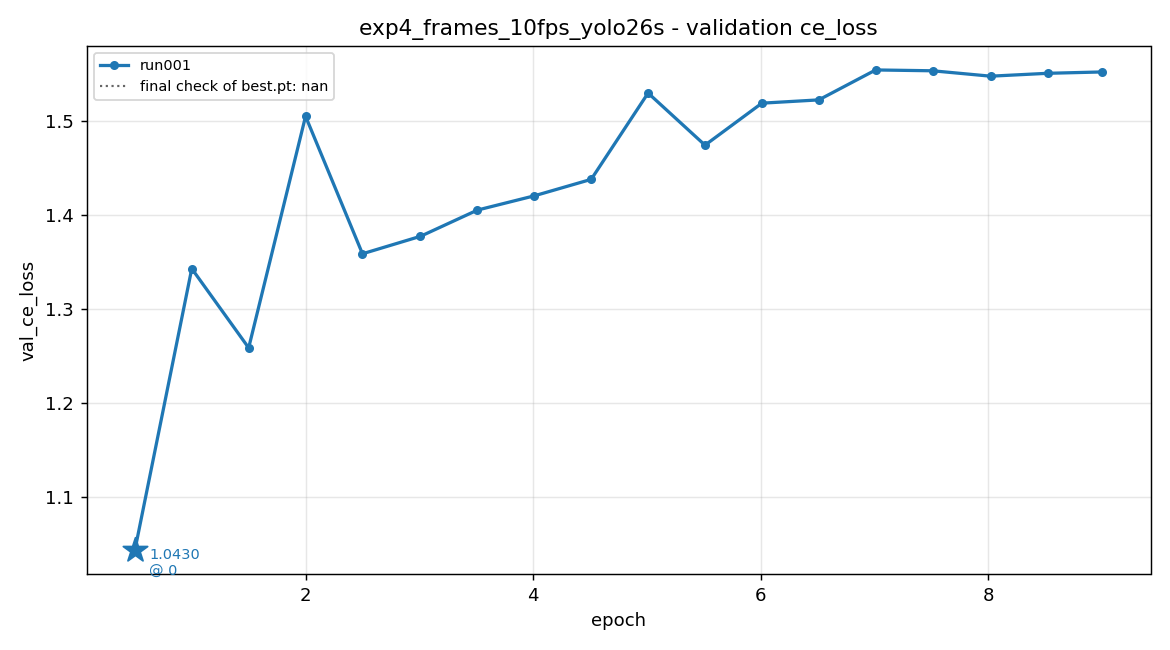 exp4_frames_10fps_yolo26s - validation ce_loss
run001
final check of best.pt: nan
val_ce_loss
1.5
1.4
1.3
1.2
1.1
1.0430
@ 0
2 4 6 8
epoch